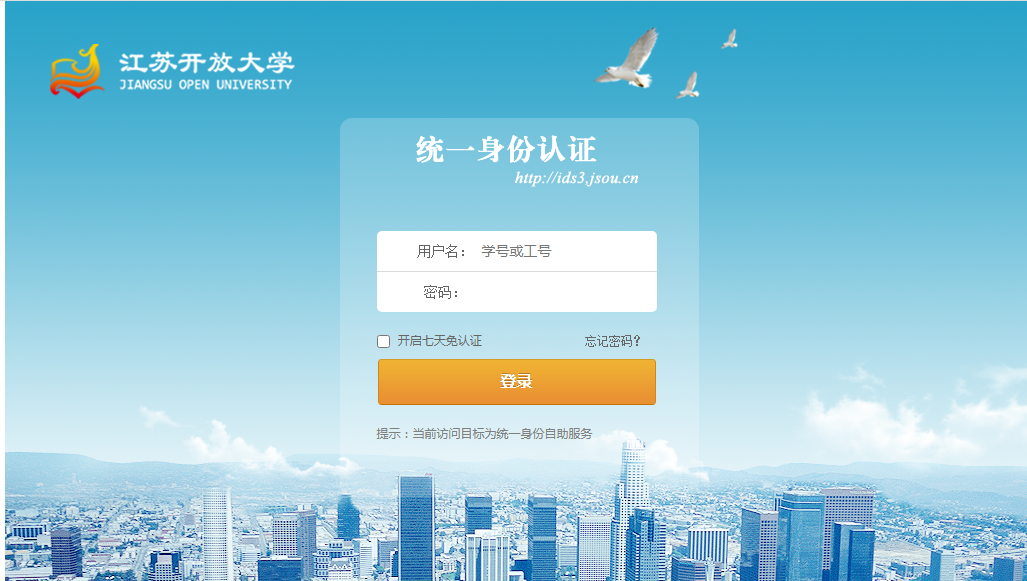 江苏开放大学
JIANGSU OPEN UNIVERSITY
统一身份认证
http://ids3.jsou.cn
用户名： 学号或工号
密码：
开启七天免认证 忘记密码?
登录
提示：当前访问目标为统一身份自助服务